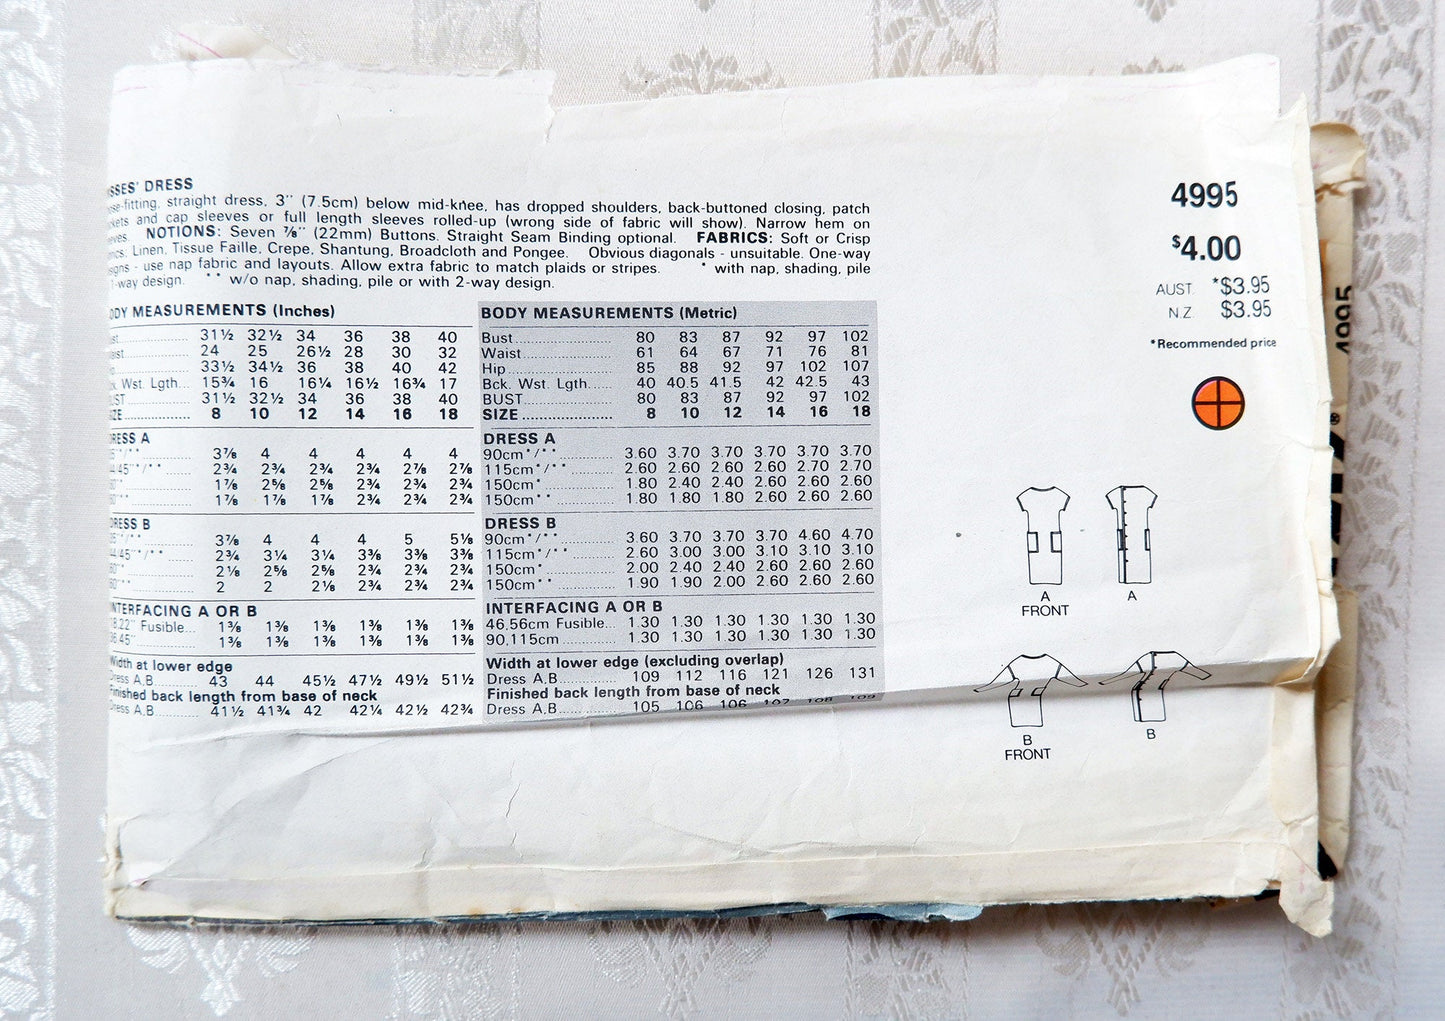 DRESS
straight dress, 3" (7.5cm) below mid-knee, has dropped shoulders, back-buttoned closing, patch
and cap sleeves or full length sleeves rolled-up (wrong side of fabric will show). Narrow hem on
NOTIONS: Seven ⅞" (22mm) Buttons. Straight Seam Binding optional. FABRICS: Soft or Crisp
Linen, Tissue Faille, Crepe, Shantung, Broadcloth and Pongee. Obvious diagonals - unsuitable. One-way
- use nap fabric and layouts. Allow extra fabric to match plaids or stripes. * with nap, shading, pile
design. ** w/o nap, shading, pile or with 2-way design.
MEASUREMENTS (Inches)
31½ 32½ 34 36 38 40
24 25 26½ 28 30 32
33½ 34½ 36 38 40 42
Wst. Lgth... 15¾ 16 16¼ 16½ 16¾ 17
31½ 32½ 34 36 38 40
8 10 12 14 16 18
A
3⅞ 4 4 4 4 4
2¾ 2¾ 2¾ 2¾ 2⅞ 2⅞
1⅞ 2⅝ 2⅝ 2¾ 2¾ 2¾
1⅞ 1⅞ 1⅞ 2¾ 2¾ 2¾
B
3⅞ 4 4 4 5 5⅛
2¾ 3¼ 3¼ 3⅜ 3⅜ 3⅜
2⅛ 2⅝ 2⅝ 2¾ 2¾ 2¾
2 2 2⅛ 2¾ 2¾ 2¾
INTERFACING A OR B
Fusible... 1⅜ 1⅜ 1⅜ 1⅜ 1⅜ 1⅜
1⅜ 1⅜ 1⅜ 1⅜ 1⅜ 1⅜
Width at lower edge
Dress A,B 43 44 45½ 47½ 49½ 51½
Finished back length from base of neck
Dress A,B 41½ 41¾ 42 42¼ 42½ 42¾
BODY MEASUREMENTS (Metric)
Bust 80 83 87 92 97 102
Waist 61 64 67 71 76 81
Hip 85 88 92 97 102 107
Bck. Wst. Lgth. 40 40.5 41.5 42 42.5 43
BUST 80 83 87 92 97 102
SIZE 8 10 12 14 16 18
DRESS A
90cm*/** 3.60 3.70 3.70 3.70 3.70 3.70
115cm*/** 2.60 2.60 2.60 2.60 2.70 2.70
150cm* 1.80 2.40 2.40 2.60 2.60 2.60
150cm** 1.80 1.80 1.80 2.60 2.60 2.60
DRESS B
90cm*/** 3.60 3.70 3.70 3.70 4.60 4.70
115cm*/** 2.60 3.00 3.00 3.10 3.10 3.10
150cm* 2.00 2.40 2.40 2.60 2.60 2.60
150cm** 1.90 1.90 2.00 2.60 2.60 2.60
INTERFACING A OR B
46,56cm Fusible... 1.30 1.30 1.30 1.30 1.30 1.30
90,115cm 1.30 1.30 1.30 1.30 1.30 1.30
Width at lower edge (excluding overlap)
Dress A,B 109 112 116 121 126 131
Finished back length from base of neck
Dress A,B 105 106 106 107 108 109
4995
$4.00
AUST. *$3.95
N.Z. $3.95
*Recommended price
A
FRONT
A
B
FRONT
B
4995